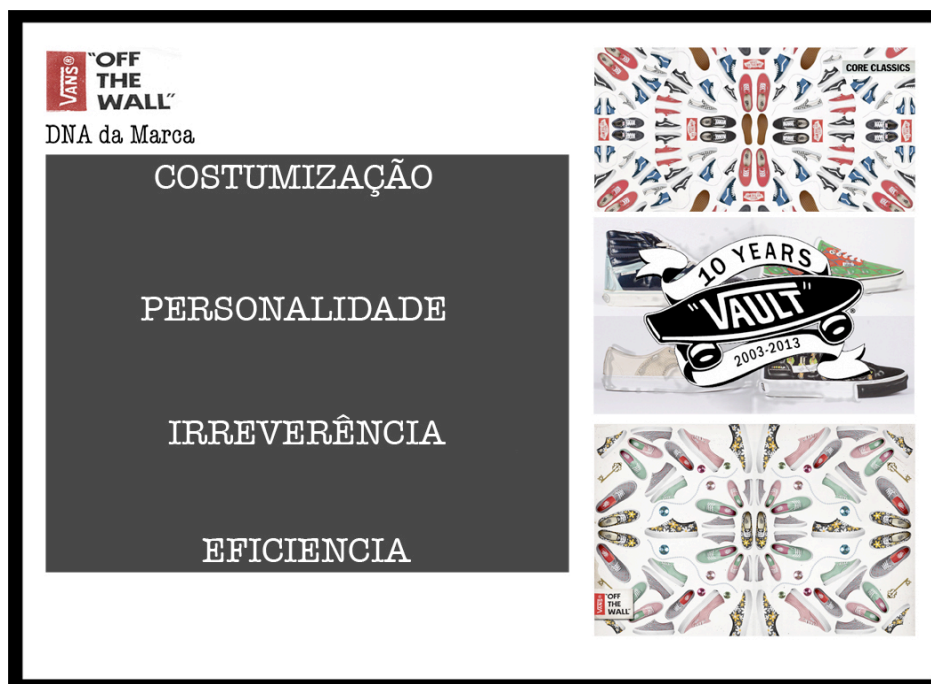 VANS® "OFF
THE
WALL"
DNA da Marca
COSTUMIZAÇÃO
PERSONALIDADE
IRREVERÊNCIA
EFICIENCIA
CORE CLASSICS
10 YEARS
"VAULT"
2003-2013
VANS "OFF
THE
WALL"